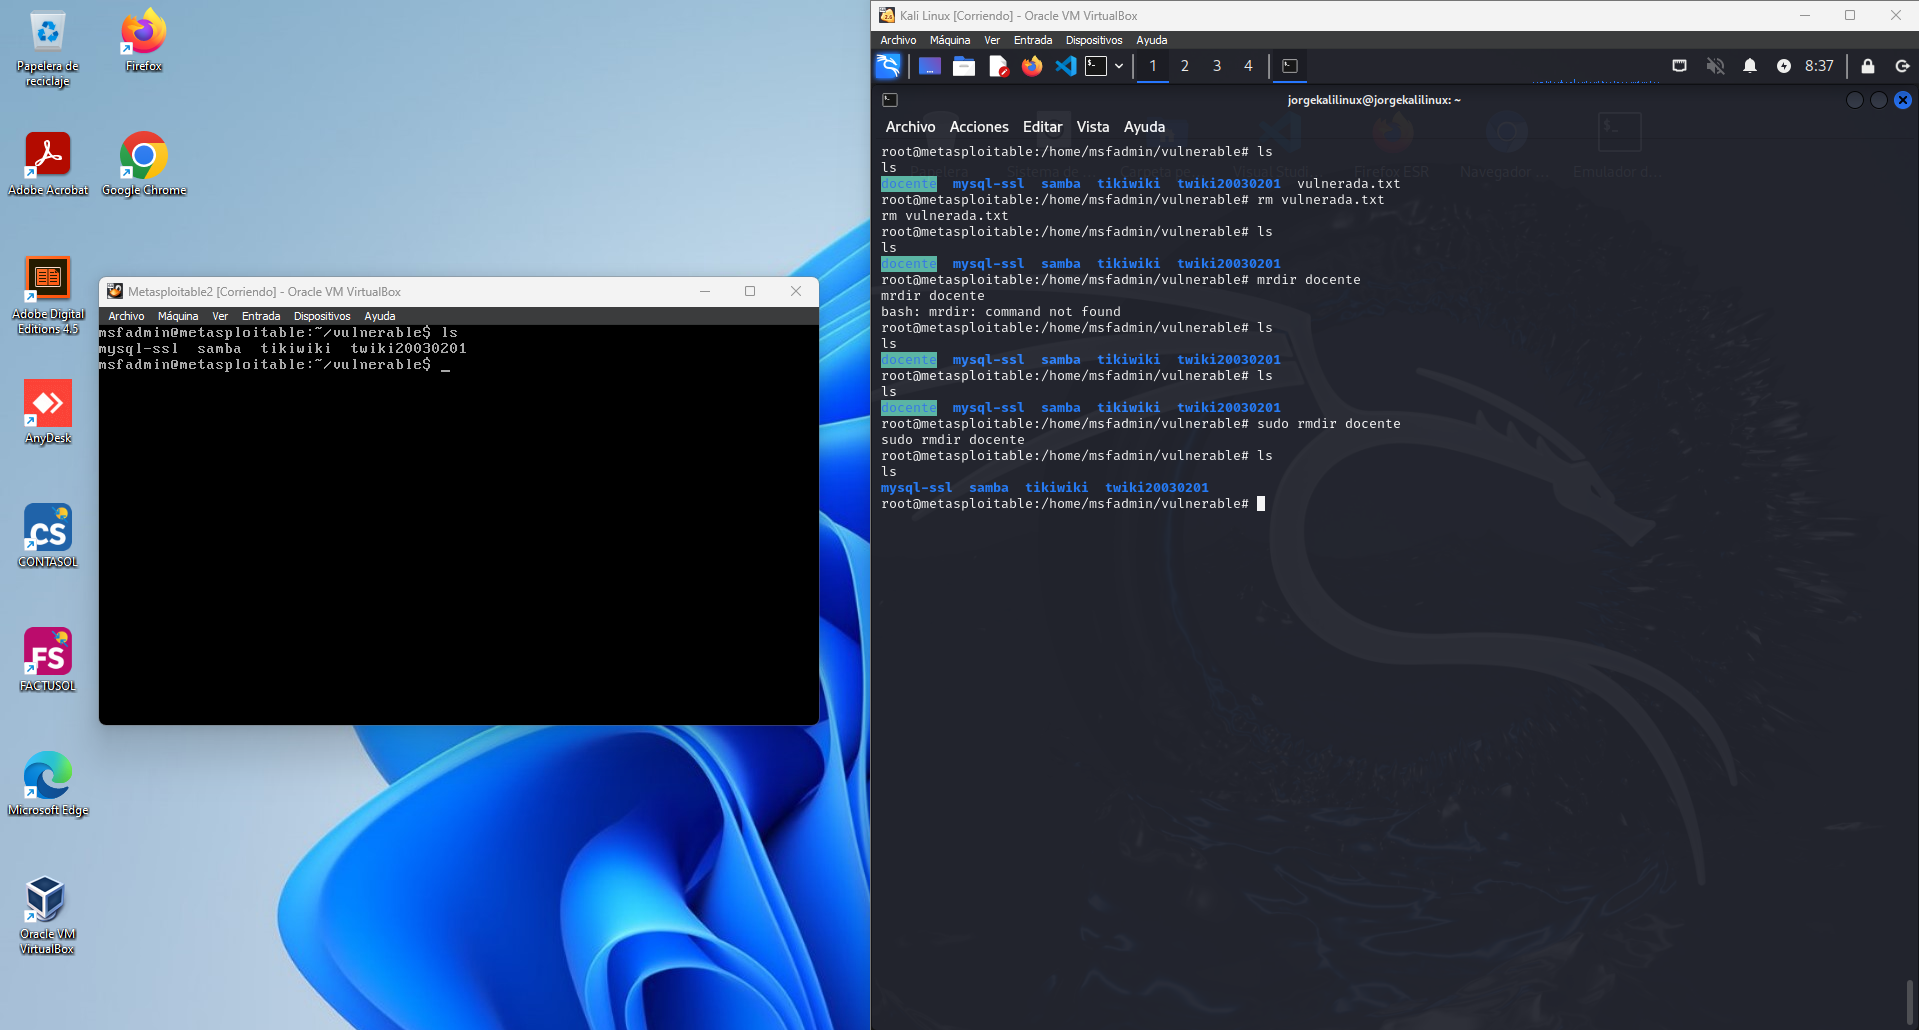 Papelera de
reciclaje
Firefox
Adobe Acrobat
Google Chrome
Adobe Digital
Editions 4.5
AnyDesk
CONTASOL
FACTUSOL
Microsoft Edge
Oracle VM
VirtualBox
Metasploitable2 [Corriendo] - Oracle VM VirtualBox
Archivo Máquina Ver Entrada Dispositivos Ayuda
msfadmin@metasploitable:~/vulnerable$ ls
mysql-ssl samba tikiwiki twiki20030201
msfadmin@metasploitable:~/vulnerable$ _
Kali Linux [Corriendo] - Oracle VM VirtualBox
Archivo Máquina Ver Entrada Dispositivos Ayuda
1 2 3 4 8:37
jorgekalilinux@jorgekalilinux: ~
Archivo Acciones Editar Vista Ayuda
root@metasploitable:/home/msfadmin/vulnerable# ls
ls
docente mysql-ssl samba tikiwiki twiki20030201 vulnerada.txt
root@metasploitable:/home/msfadmin/vulnerable# rm vulnerada.txt
rm vulnerada.txt
root@metasploitable:/home/msfadmin/vulnerable# ls
ls
docente mysql-ssl samba tikiwiki twiki20030201
root@metasploitable:/home/msfadmin/vulnerable# mrdir docente
mrdir docente
bash: mrdir: command not found
root@metasploitable:/home/msfadmin/vulnerable# ls
ls
docente mysql-ssl samba tikiwiki twiki20030201
root@metasploitable:/home/msfadmin/vulnerable# ls
ls
docente mysql-ssl samba tikiwiki twiki20030201
root@metasploitable:/home/msfadmin/vulnerable# sudo rmdir docente
sudo rmdir docente
root@metasploitable:/home/msfadmin/vulnerable# ls
ls
mysql-ssl samba tikiwiki twiki20030201
root@metasploitable:/home/msfadmin/vulnerable#